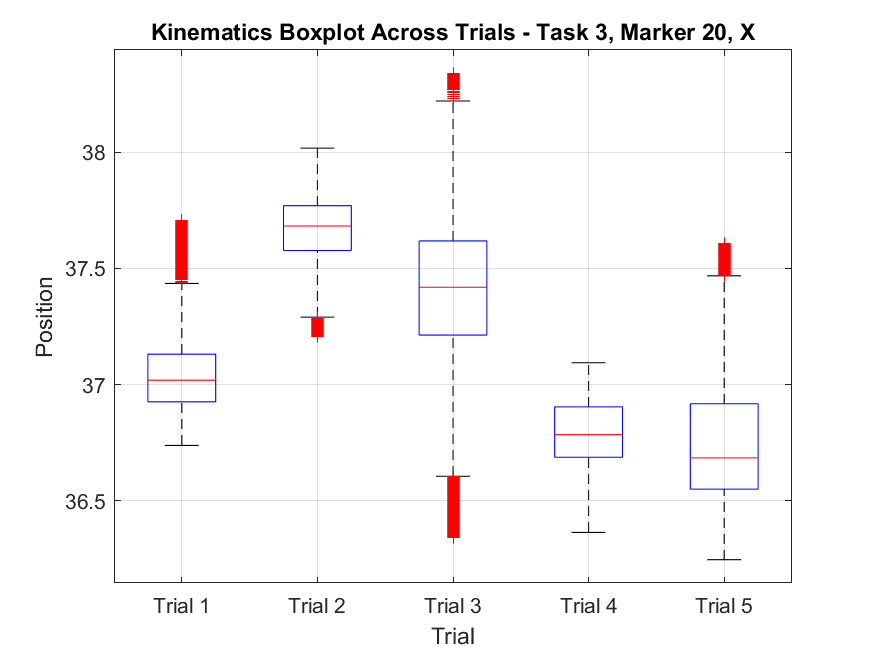 Kinematics Boxplot Across Trials - Task 3, Marker 20, X
Position
38
37.5
37
36.5
Trial 1 Trial 2 Trial 3 Trial 4 Trial 5
Trial